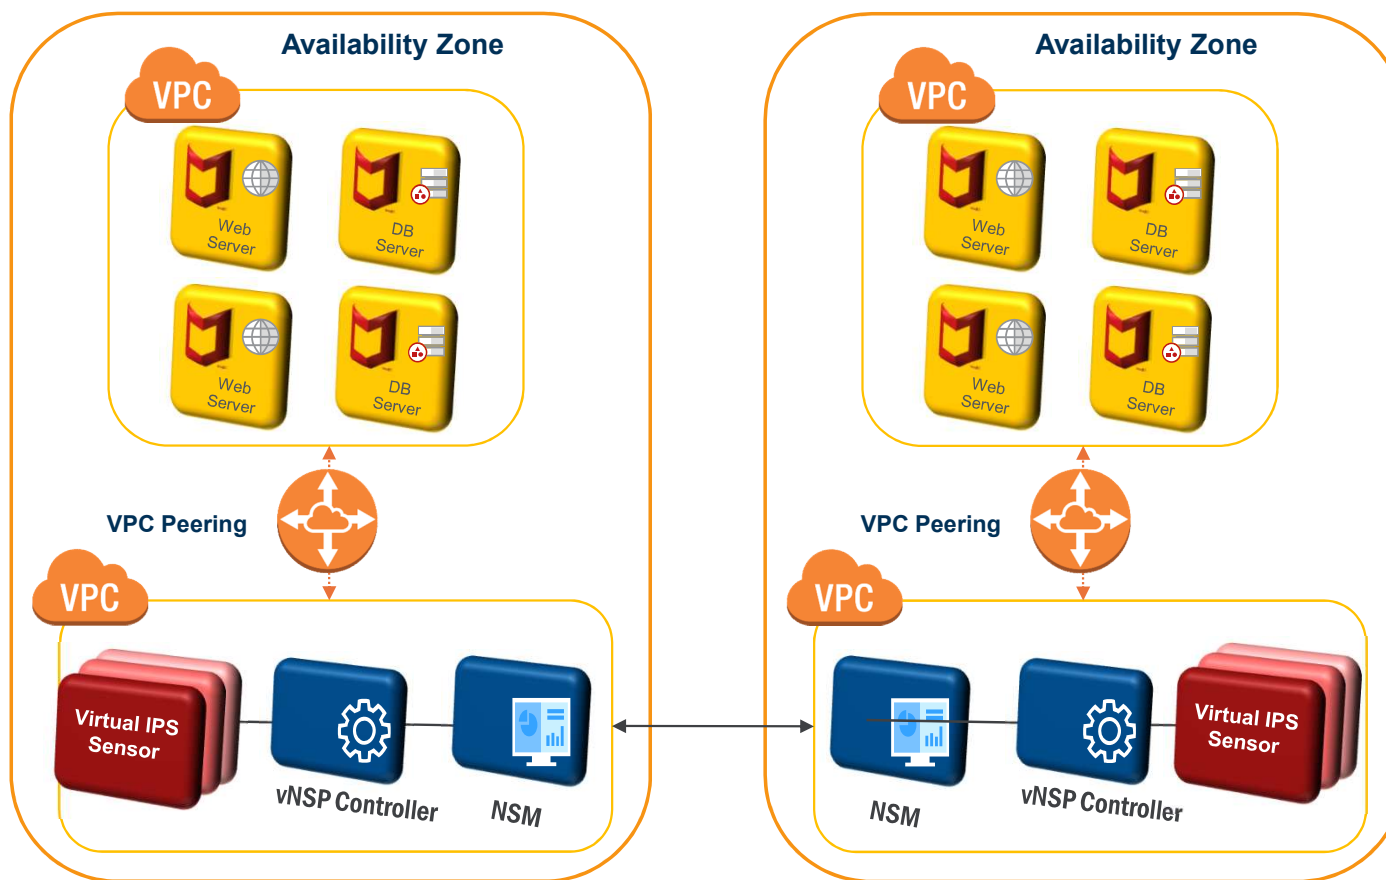 Availability Zone
VPC
Web
Server
DB
Server
Web
Server
DB
Server
VPC Peering
VPC
Virtual IPS
Sensor
vNSP Controller
NSM
Availability Zone
VPC
Web
Server
DB
Server
Web
Server
DB
Server
VPC Peering
VPC
NSM
vNSP Controller
Virtual IPS
Sensor